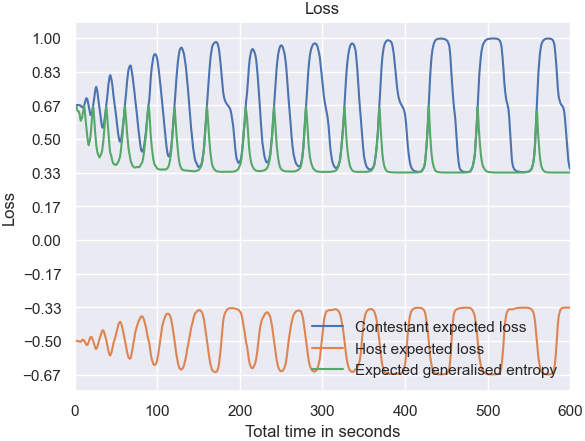 Loss
1.00
0.83
0.67
0.50
0.33
0.17
0.00
−0.17
−0.33
−0.50
−0.67
Loss
Contestant expected loss
Host expected loss
Expected generalised entropy
0 100 200 300 400 500 600
Total time in seconds